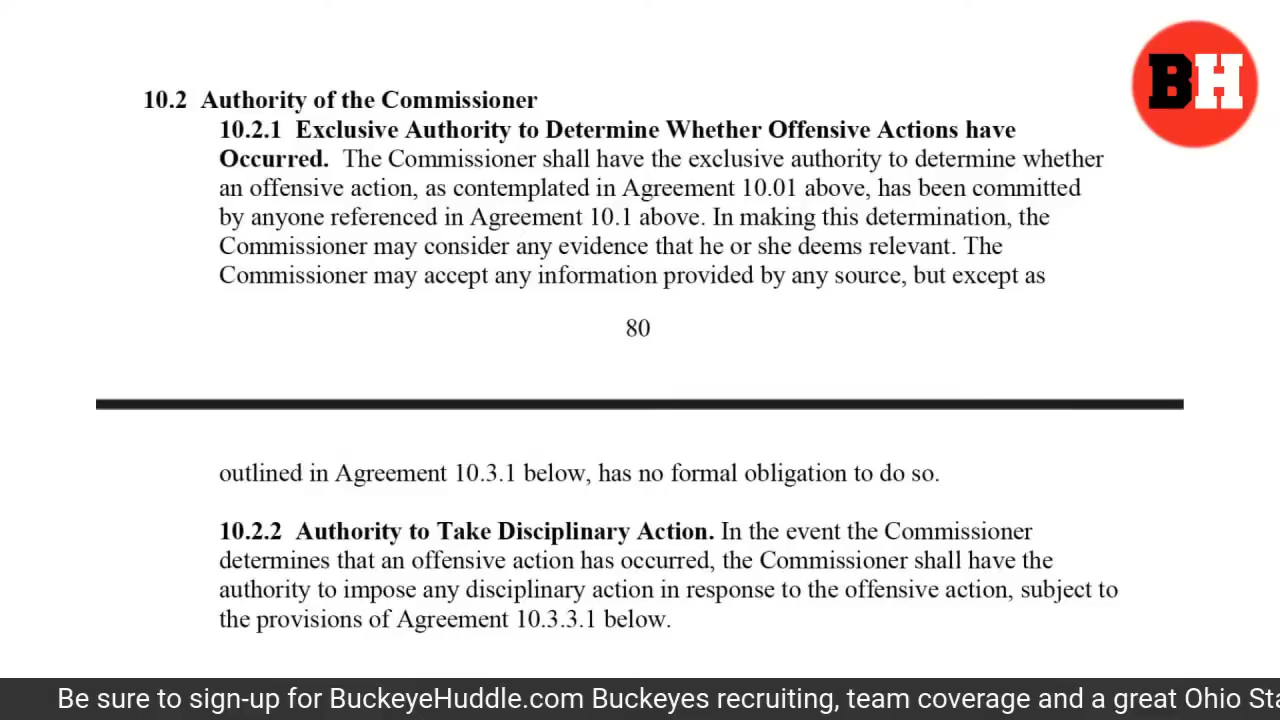 BH
10.2 Authority of the Commissioner
10.2.1 Exclusive Authority to Determine Whether Offensive Actions have
Occurred. The Commissioner shall have the exclusive authority to determine whether
an offensive action, as contemplated in Agreement 10.01 above, has been committed
by anyone referenced in Agreement 10.1 above. In making this determination, the
Commissioner may consider any evidence that he or she deems relevant. The
Commissioner may accept any information provided by any source, but except as
80
outlined in Agreement 10.3.1 below, has no formal obligation to do so.
10.2.2 Authority to Take Disciplinary Action. In the event the Commissioner
determines that an offensive action has occurred, the Commissioner shall have the
authority to impose any disciplinary action in response to the offensive action, subject to
the provisions of Agreement 10.3.3.1 below.
Be sure to sign-up for BuckeyeHuddle.com Buckeyes recruiting, team coverage and a great Ohio Sta